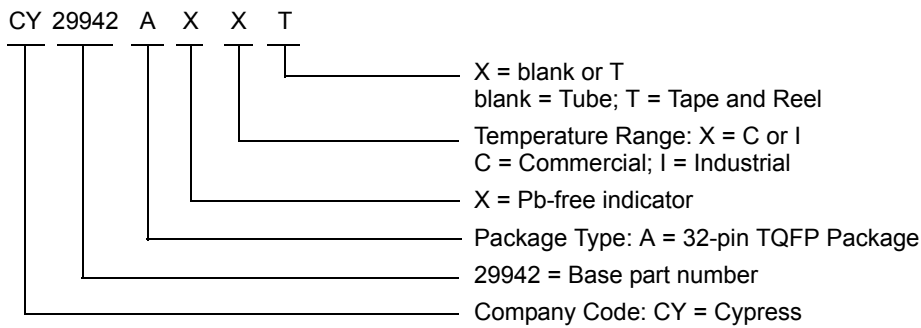 CY 29942 A X X T
X = blank or T
blank = Tube; T = Tape and Reel
Temperature Range: X = C or I
C = Commercial; I = Industrial
X = Pb-free indicator
Package Type: A = 32-pin TQFP Package
29942 = Base part number
Company Code: CY = Cypress